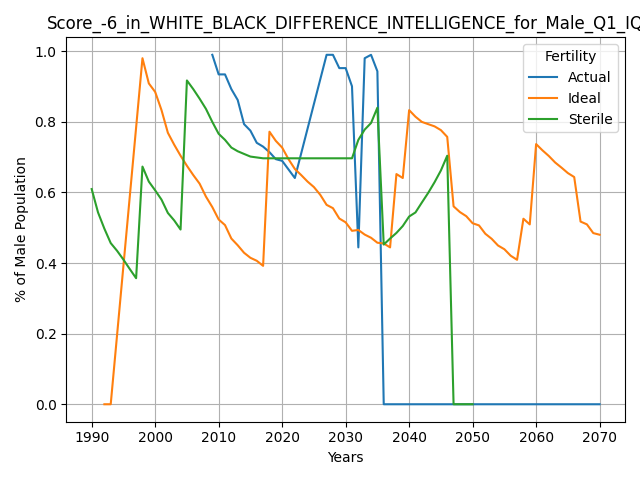 Score_-6_in_WHITE_BLACK_DIFFERENCE_INTELLIGENCE_for_Male_Q1_IQ
Fertility
Actual
Ideal
Sterile
% of Male Population
1.0
0.8
0.6
0.4
0.2
0.0
1990 2000 2010 2020 2030 2040 2050 2060 2070
Years